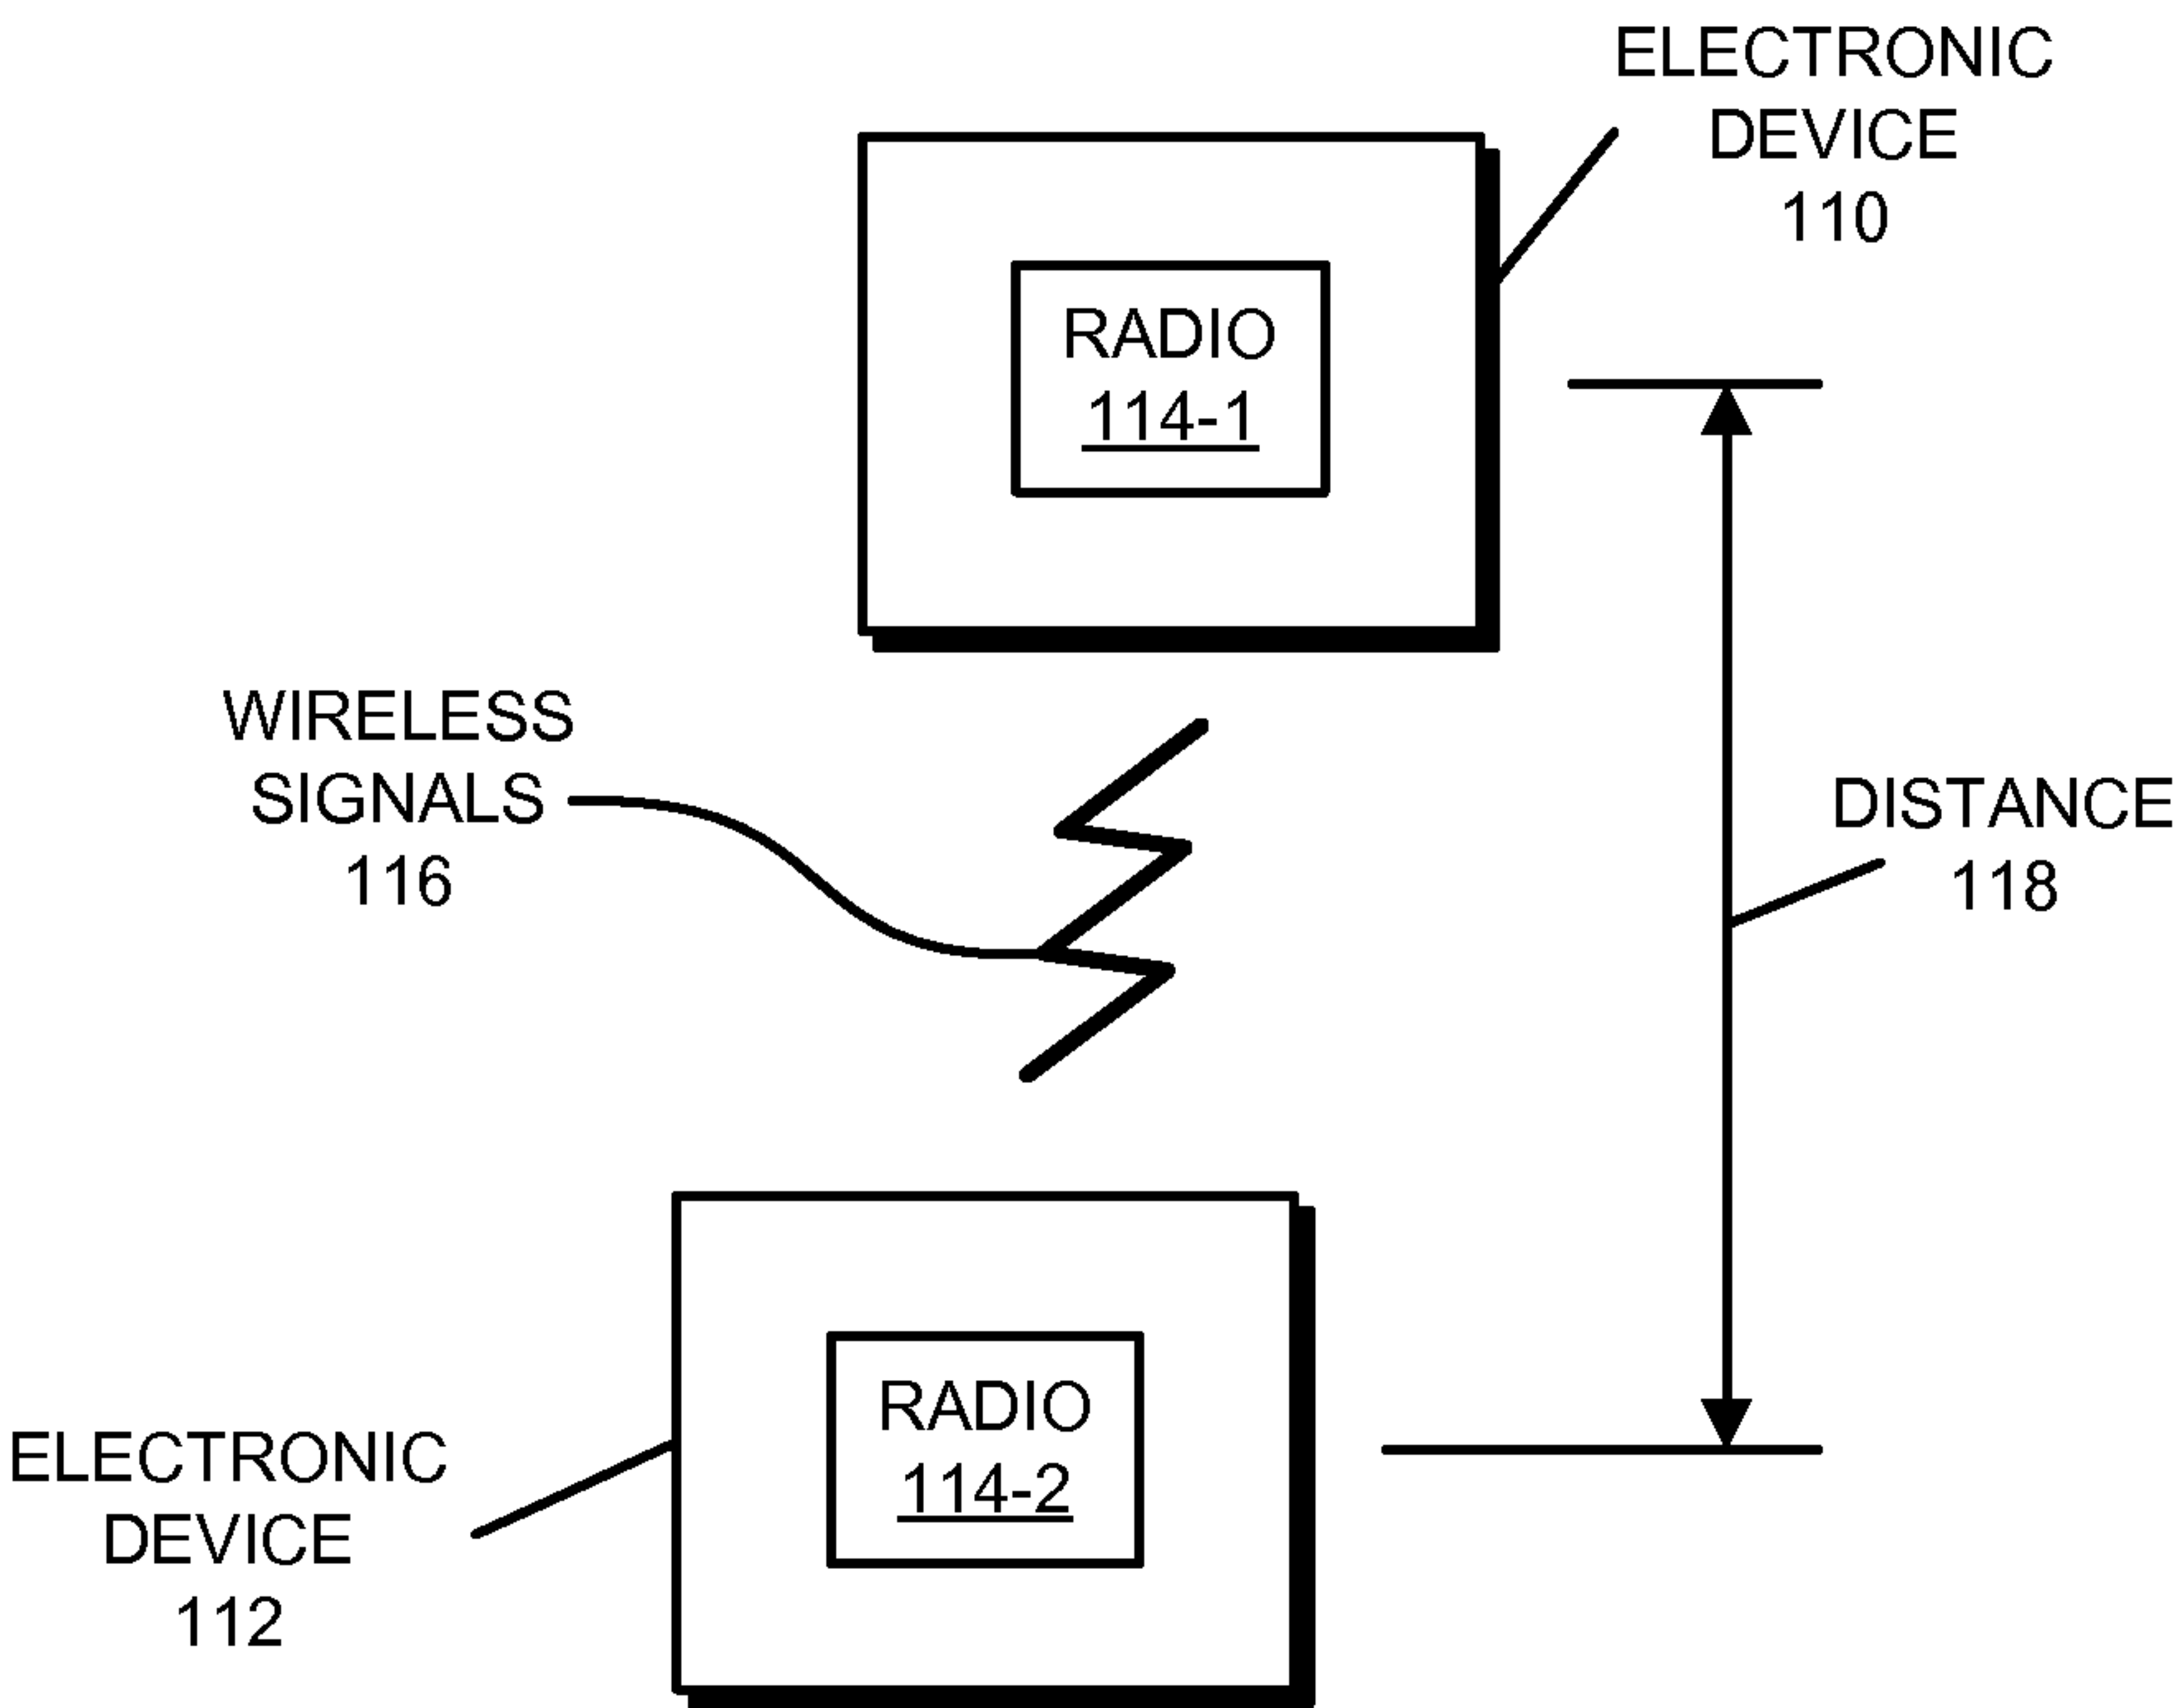 ELECTRONIC
DEVICE
110
RADIO
114-1
WIRELESS
SIGNALS
116
DISTANCE
118
RADIO
114-2
ELECTRONIC
DEVICE
112